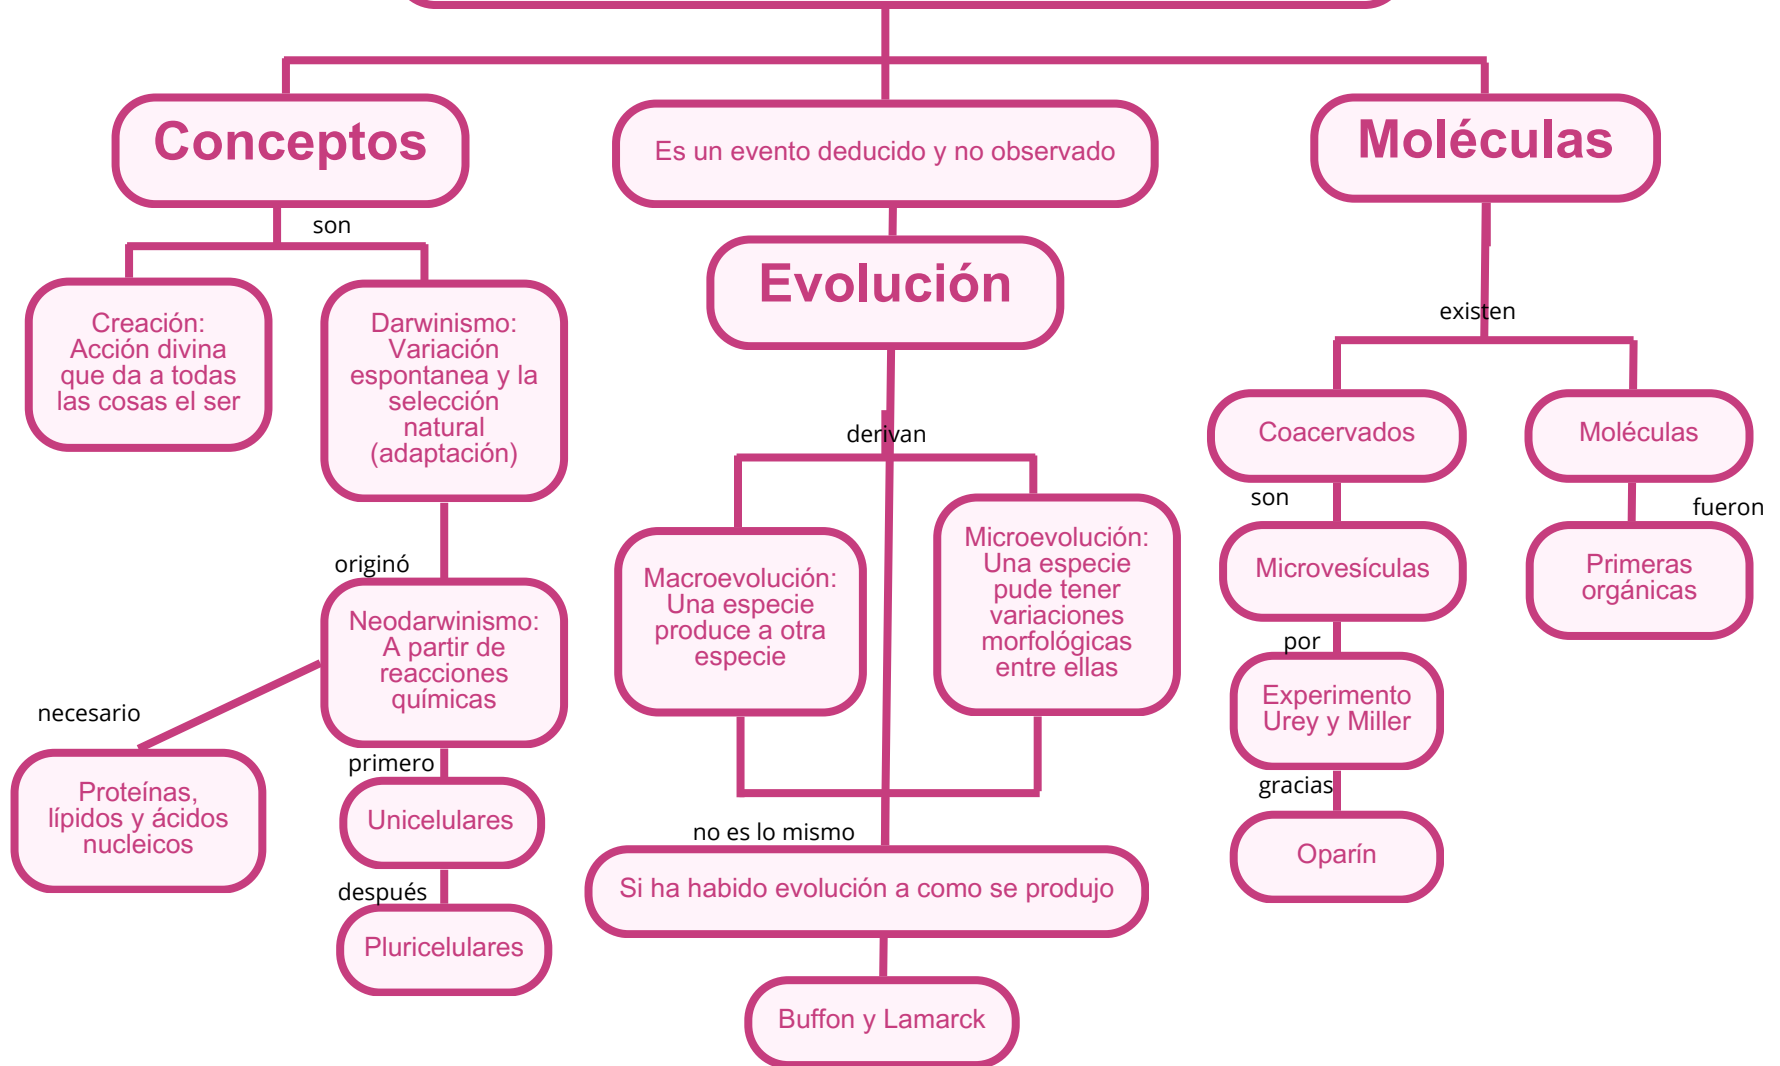 Conceptos
son
Creación:
Acción divina
que da a todas
las cosas el ser
Darwinismo:
Variación
espontanea y la
selección
natural
(adaptación)
originó
Neodarwinismo:
A partir de
reacciones
químicas
necesario
Proteínas,
lípidos y ácidos
nucleicos
primero
Unicelulares
después
Pluricelulares
Es un evento deducido y no observado
Evolución
derivan
Macroevolución:
Una especie
produce a otra
especie
Microevolución:
Una especie
pude tener
variaciones
morfológicas
entre ellas
no es lo mismo
Si ha habido evolución a como se produjo
Buffon y Lamarck
Moléculas
existen
Coacervados
son
Microvesículas
por
Experimento
Urey y Miller
gracias
Oparín
Moléculas
fueron
Primeras
orgánicas